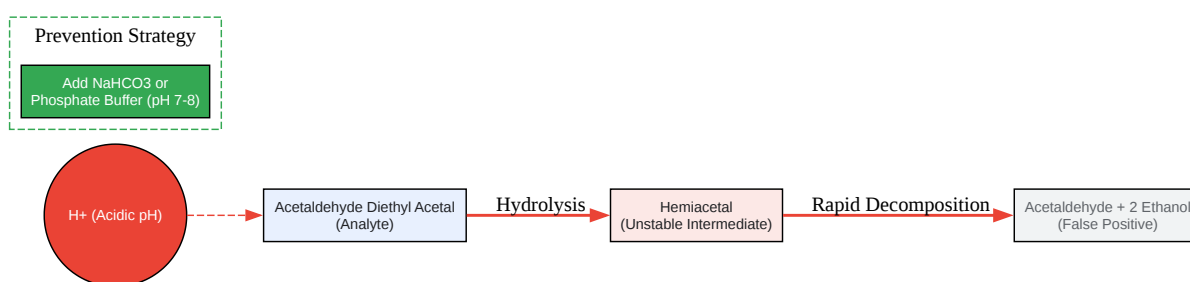 Prevention Strategy
Add NaHCO3 or
Phosphate Buffer (pH 7-8)
H+ (Acidic pH)
Acetaldehyde Diethyl Acetal
(Analyte)
Hydrolysis
Hemiacetal
(Unstable Intermediate)
Rapid Decomposition
Acetaldehyde + 2 Ethanol
(False Positive)